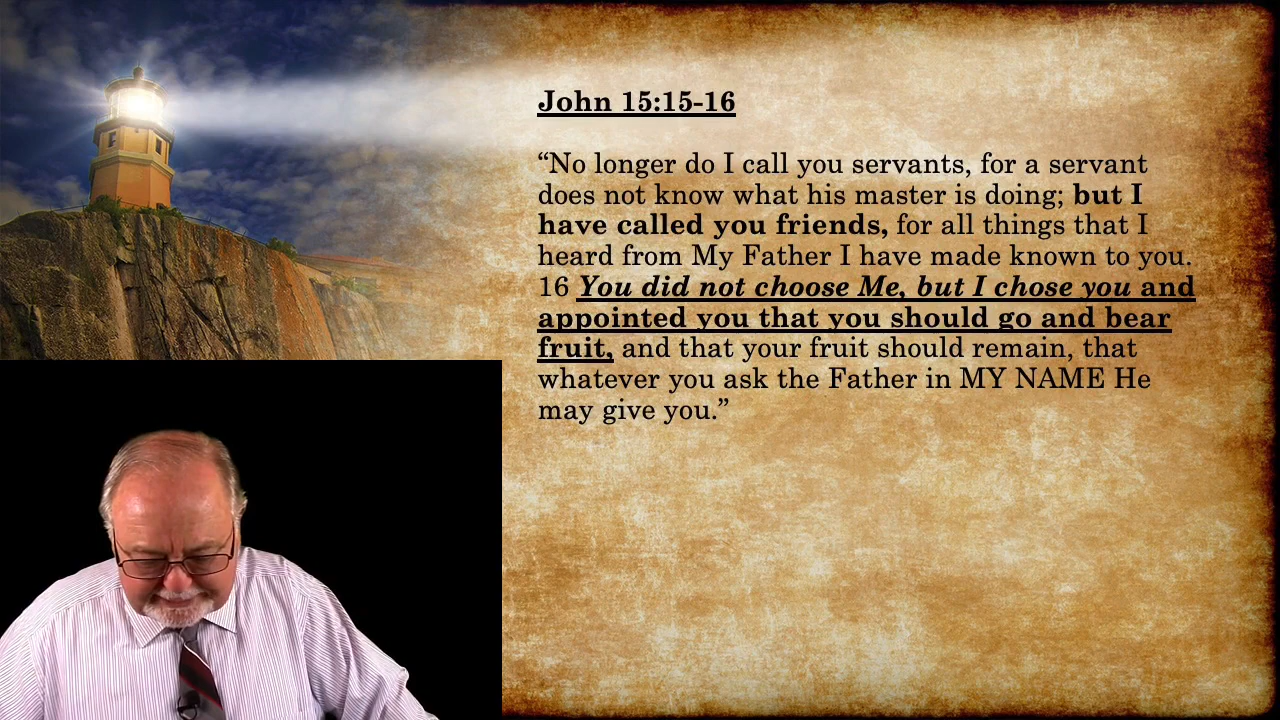 John 15:15-16
“No longer do I call you servants, for a servant
does not know what his master is doing; but I
have called you friends, for all things that I
heard from My Father I have made known to you.
16 You did not choose Me, but I chose you and
appointed you that you should go and bear
fruit, and that your fruit should remain, that
whatever you ask the Father in MY NAME He
may give you.”